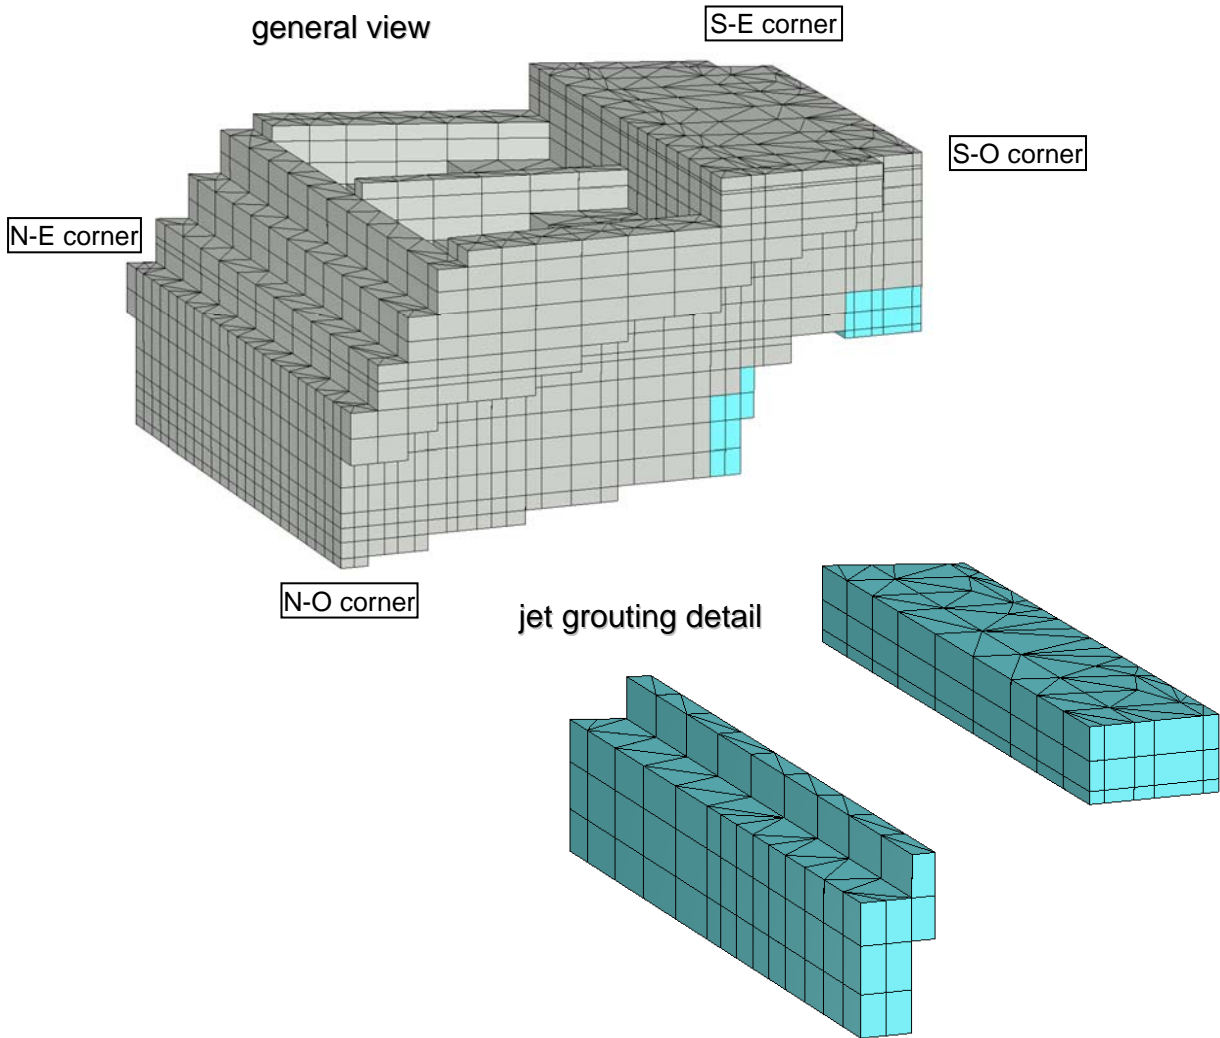 general view
S-E corner
S-O corner
N-E corner
N-O corner
jet grouting detail